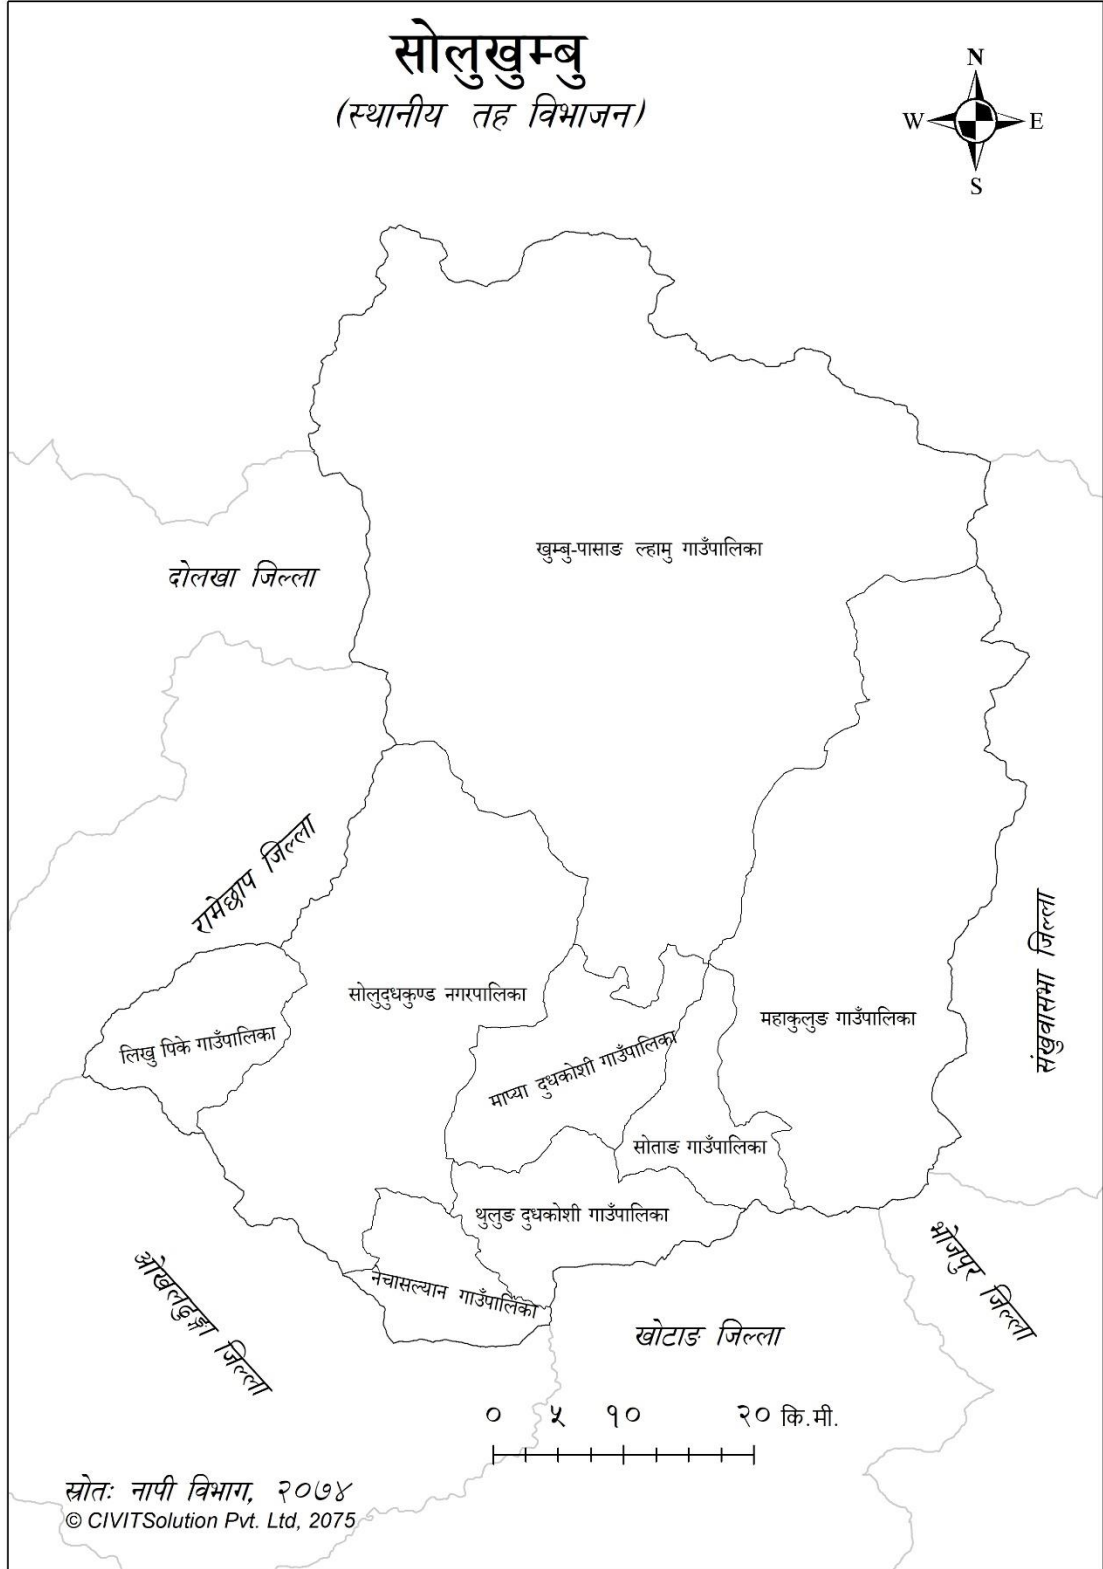 सोलुखुम्बु
(स्थानीय तह विभाजन)
N
W E
S
खुम्बु-पासाङ ल्हामु गाउँपालिका
दोलखा जिल्ला
रामेछाप जिल्ला
सोलुदुधकुण्ड नगरपालिका
महाकुलुङ गाउँपालिका
संखुवासभा जिल्ला
लिखु पिके गाउँपालिका
माप्या दुधकोशी गाउँपालिका
सोताङ गाउँपालिका
थुलुङ दुधकोशी गाउँपालिका
भोजपुर जिल्ला
नेचासल्यान गाउँपालिका
ओखलढुङ्गा जिल्ला
खोटाङ जिल्ला
० ५ १० २० कि.मी.
स्रोतः नापी विभाग, २०७४
© CIVITSolution Pvt. Ltd, 2075